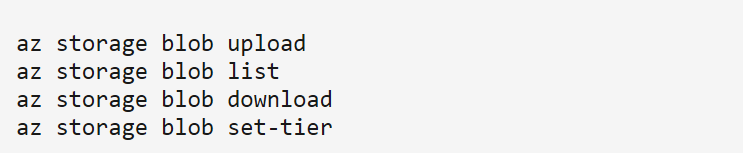 az storage blob upload
az storage blob list
az storage blob download
az storage blob set-tier